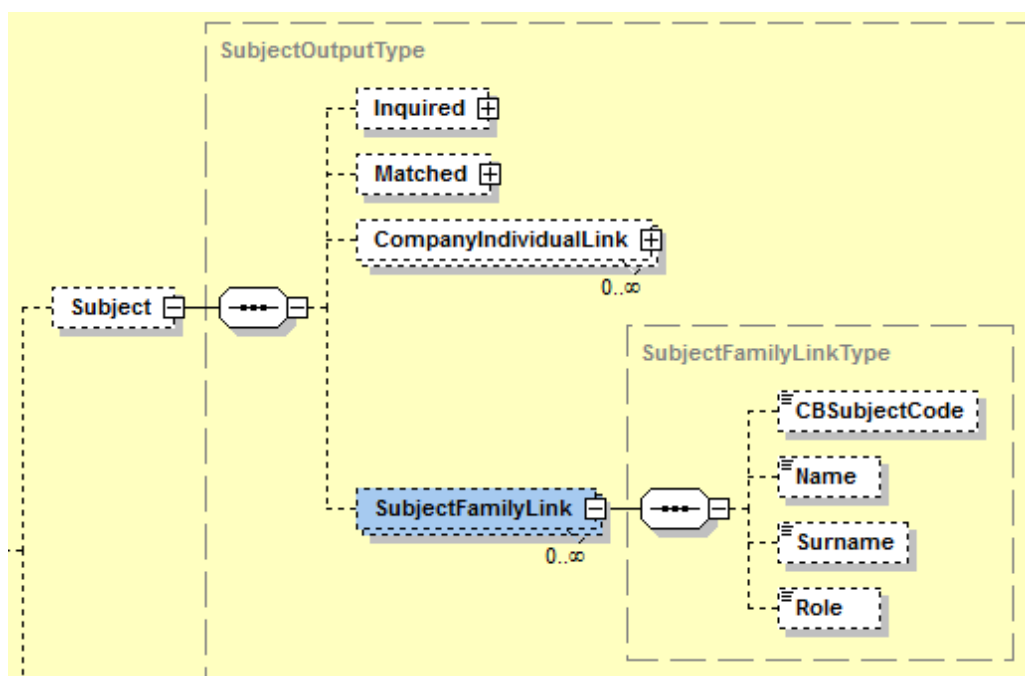 SubjectOutputType
Inquired
Matched
CompanyIndividualLink
0..∞
Subject
SubjectFamilyLinkType
CBSubjectCode
Name
SubjectFamilyLink
0..∞
Surname
Role